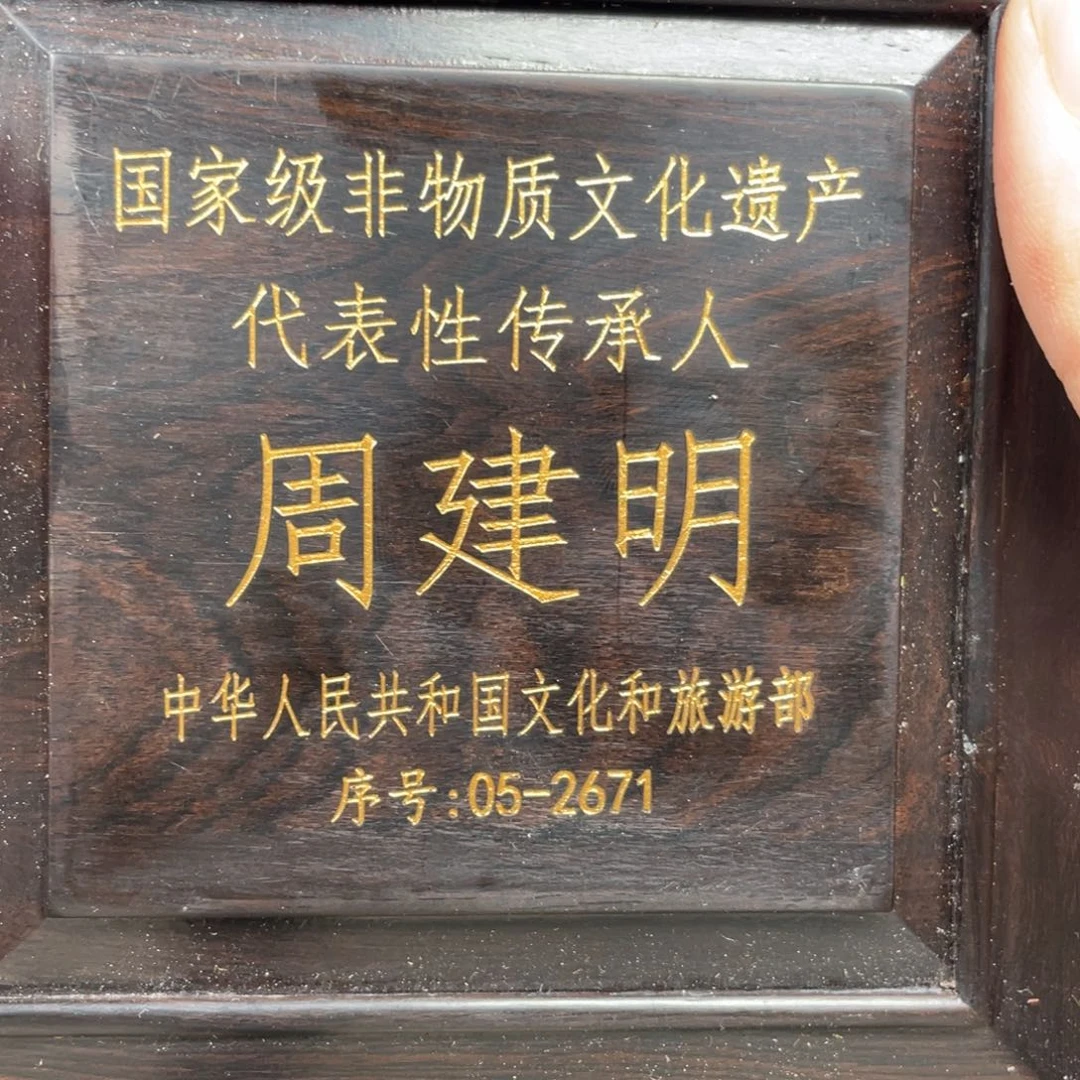 国家级非物质文化遗产
代表性传承人
周建明
中华人民共和国文化和旅游部
序号:05-2671